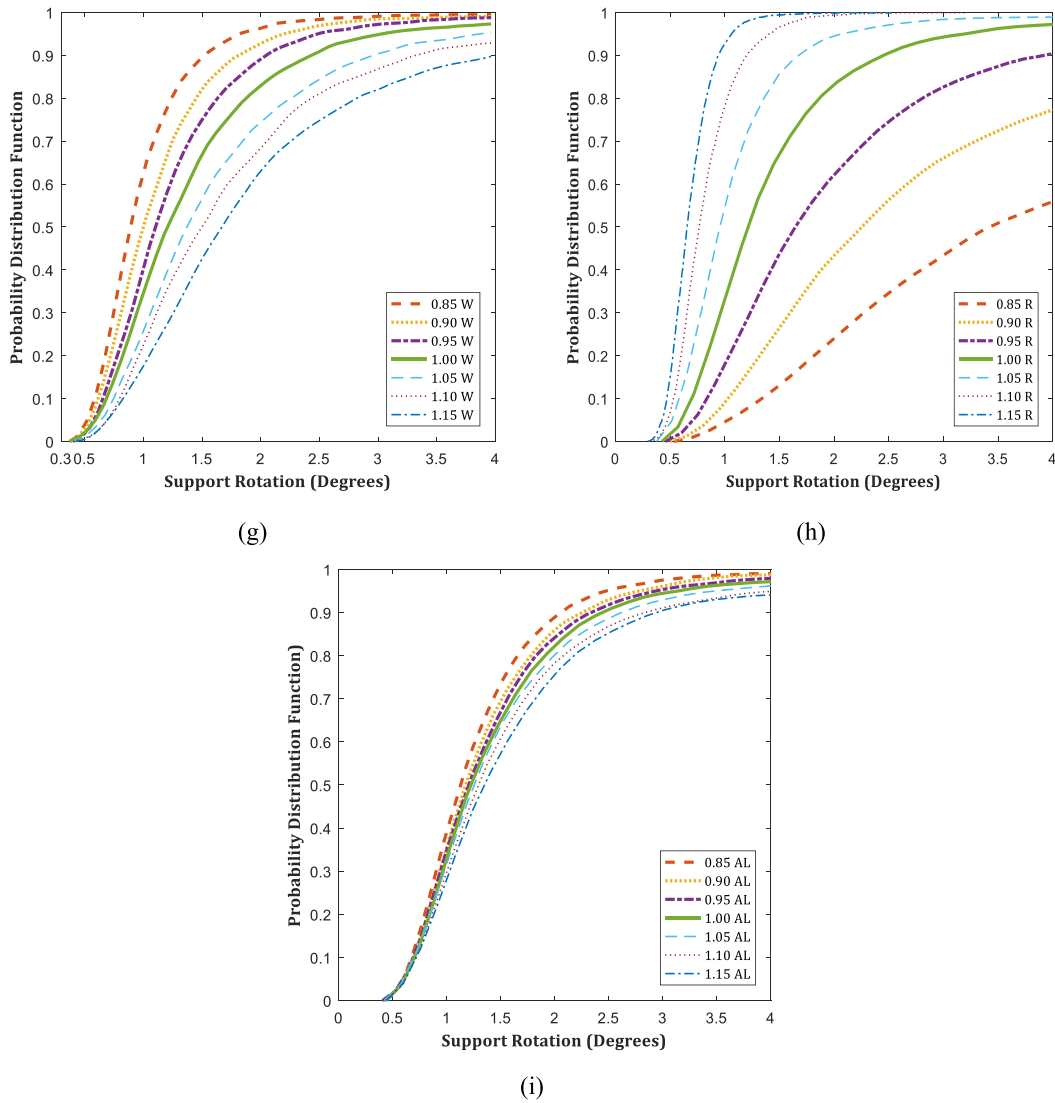 1
0.9
0.8
0.7
0.6
0.5
0.4
0.3
0.2
0.1
0
Probability Distribution Function
0.3 0.5 1 1.5 2 2.5 3 3.5 4
Support Rotation (Degrees)
0.85 W
0.90 W
0.95 W
1.00 W
1.05 W
1.10 W
1.15 W
(g)
1
0.9
0.8
0.7
0.6
0.5
0.4
0.3
0.2
0.1
0
Probability Distribution Function
0 0.5 1 1.5 2 2.5 3 3.5 4
Support Rotation (Degrees)
0.85 R
0.90 R
0.95 R
1.00 R
1.05 R
1.10 R
1.15 R
(h)
1
0.9
0.8
0.7
0.6
0.5
0.4
0.3
0.2
0.1
0
Probability Distribution Function)
0 0.5 1 1.5 2 2.5 3 3.5 4
Support Rotation (Degrees)
0.85 AL
0.90 AL
0.95 AL
1.00 AL
1.05 AL
1.10 AL
1.15 AL
(i)